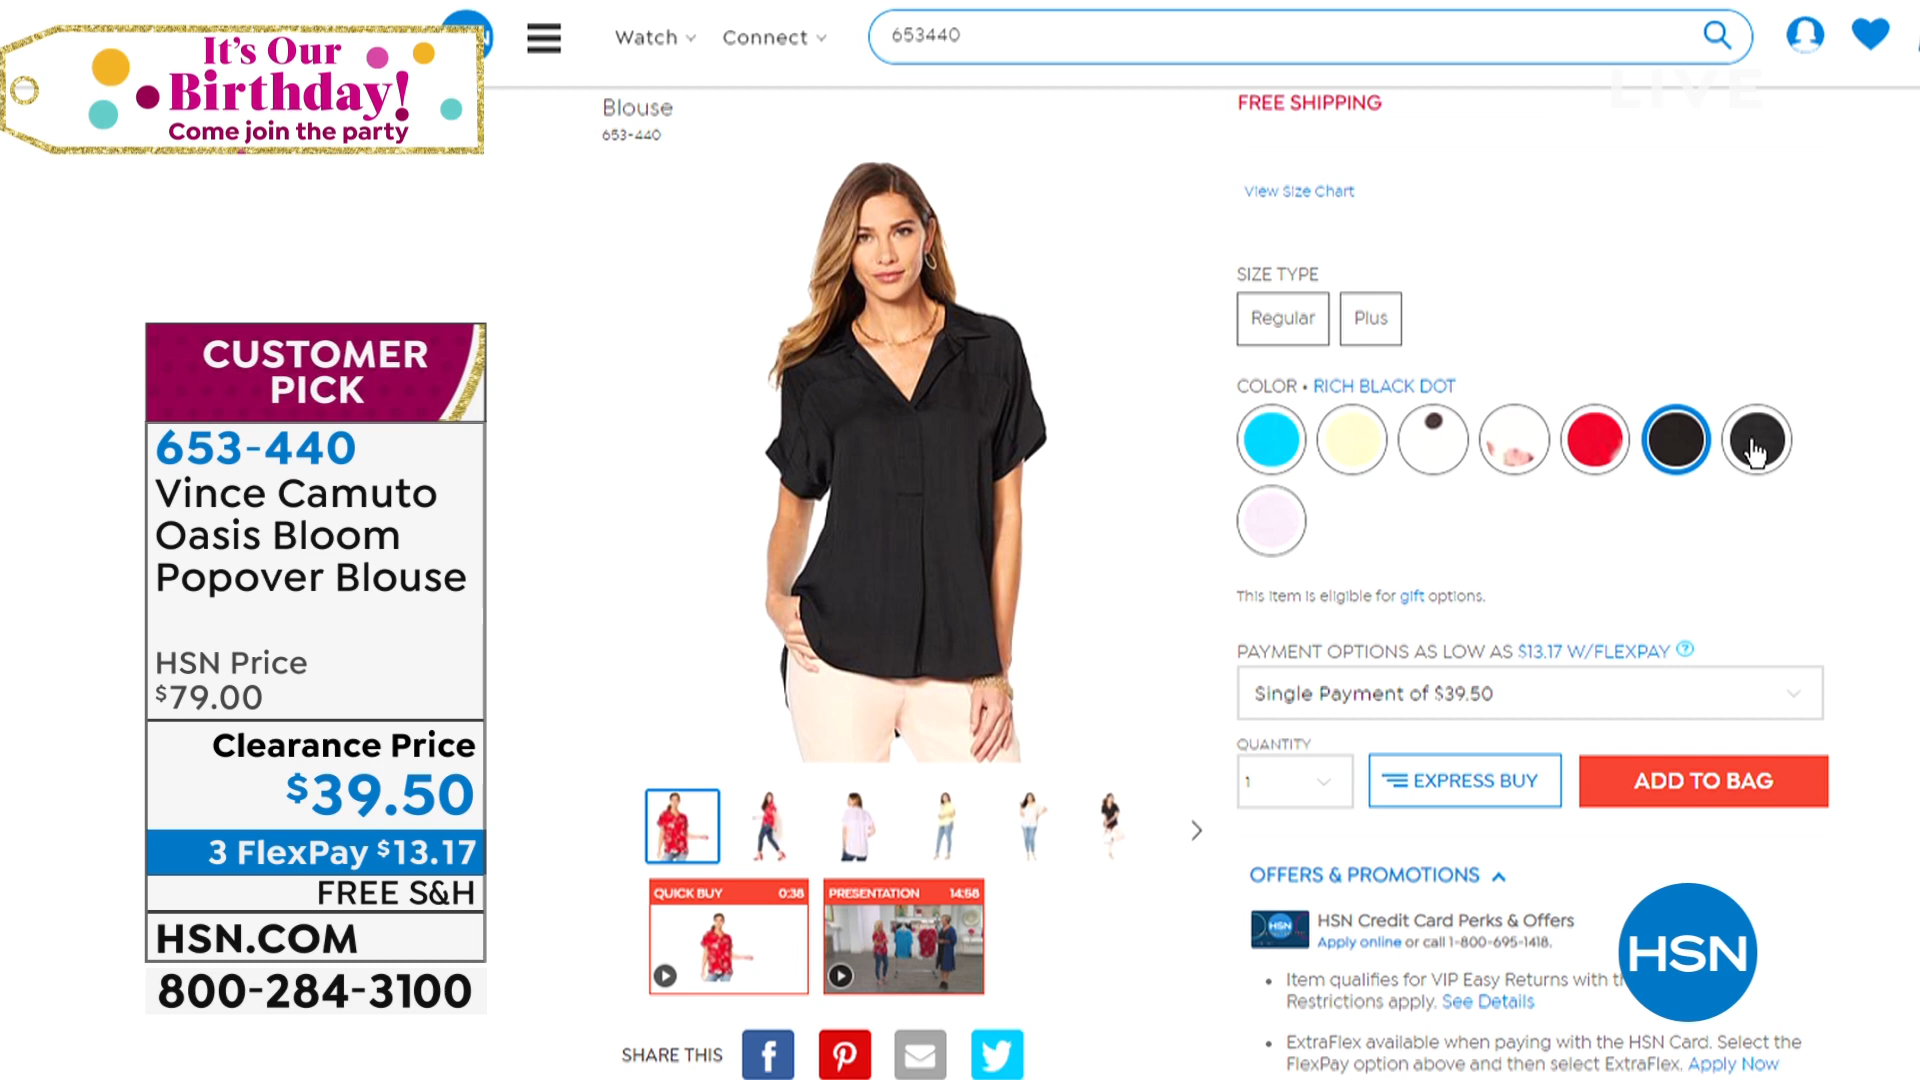 It's Our
Birthday!
Come join the party
Watch
Connect
653440
LIVE
Blouse
653-440
FREE SHIPPING
View Size Chart
SIZE TYPE
Regular
Plus
COLOR • RICH BLACK DOT
This item is eligible for gift options.
PAYMENT OPTIONS AS LOW AS $13.17 W/FLEXPAY ?
Single Payment of $39.50
QUANTITY
1
EXPRESS BUY
ADD TO BAG
CUSTOMER
PICK
653-440
Vince Camuto
Oasis Bloom
Popover Blouse
HSN Price
$79.00
Clearance Price
$39.50
3 FlexPay $13.17
FREE S&H
HSN.COM
800-284-3100
QUICK BUY 0:38
PRESENTATION 14:58
SHARE THIS
OFFERS & PROMOTIONS
HSN
HSN Credit Card Perks & Offers
Apply online or call 1-800-695-1418.
Item qualifies for VIP Easy Returns with
Restrictions apply. See Details
ExtraFlex available when paying with the HSN Card. Select the
FlexPay option above and then select ExtraFlex. Apply Now
HSN